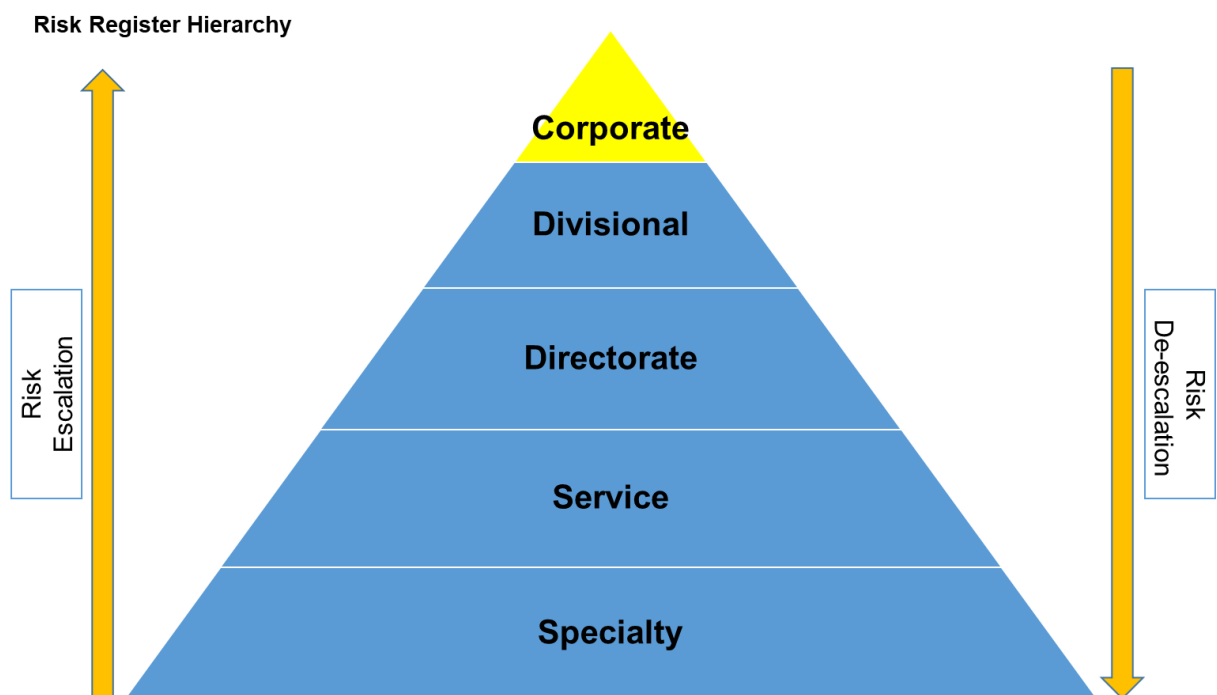 Risk Register Hierarchy
Corporate
Divisional
Directorate
Service
Specialty
Risk
Escalation
Risk
De-escalation